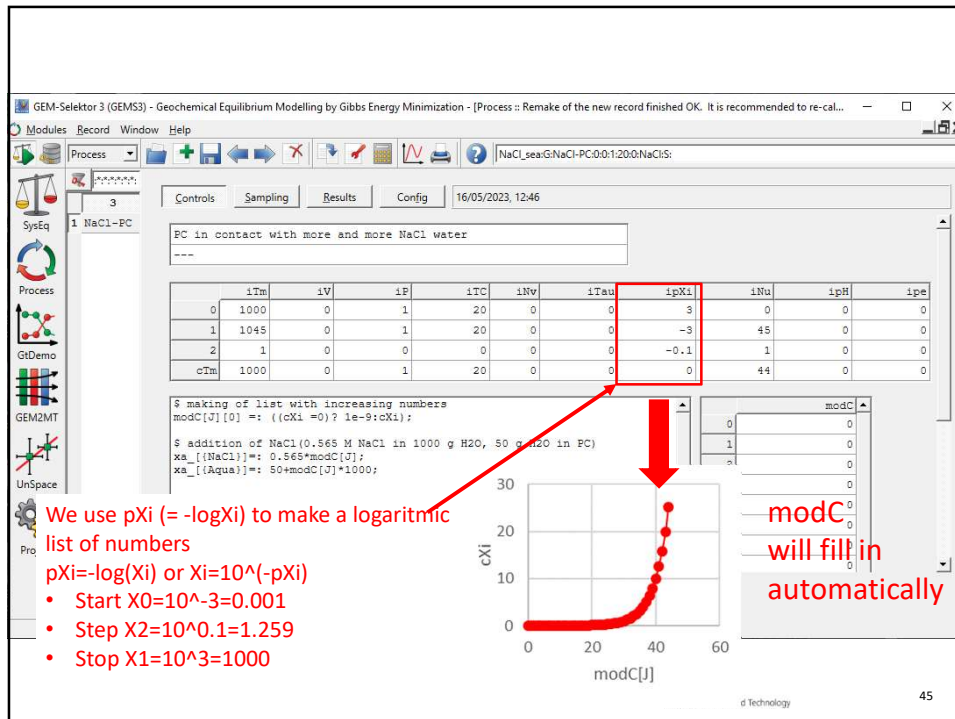 GEM-Selektor 3 (GEMS3) - Geochemical Equilibrium Modelling by Gibbs Energy Minimization - [Process :: Remake of the new record finished OK. It is recommended to re-cal...
Modules Record Window Help
Process NaCl_sea:G:NaCl-PC:0:0:1:20:0:NaCl:S:
SysEq
Process
GtDemo
GEM2MT
UnSpace
Pro
3
1 NaCl-PC
Controls Sampling Results Config 16/05/2023, 12:46
PC in contact with more and more NaCl water
---
iTm iV iP iTC iNv iTau ipXi iNu ipH ipe
0 1000 0 1 20 0 0 3 0 0 0
1 1045 0 1 20 0 0 -3 45 0 0
2 1 0 0 0 0 0 -0.1 1 0 0
cTm 1000 0 1 20 0 0 0 44 0 0
$ making of list with increasing numbers
modC[J][0] =: ((cXi =0)? 1e-9:cXi);
$ addition of NaCl(0.565 M NaCl in 1000 g H2O, 50 g H2O in PC)
xa_[{NaCl}]=: 0.565*modC[J];
xa_[{Aqua}]=: 50+modC[J]*1000;
modC
0 0
1 0
0
0
0
0
0
We use pXi (= -logXi) to make a logaritmic
list of numbers
pXi=-log(Xi) or Xi=10^(-pXi)
• Start X0=10^-3=0.001
• Step X2=10^0.1=1.259
• Stop X1=10^3=1000
30
20
10
0
cXi
0 20 40 60
modC[J]
modC
will fill in
automatically
d Technology
45